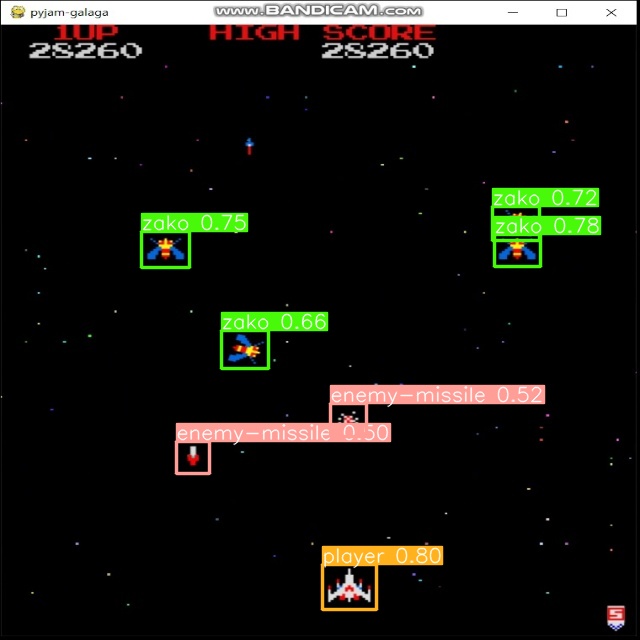 pyjam-galaga
www.BANDICAM.com
1UP HIGH SCORE
28260 28260
zako 0.72
zako 0.75
zako 0.78
zako 0.66
enemy-missile 0.52
enemy-missile 0.50
player 0.80
5